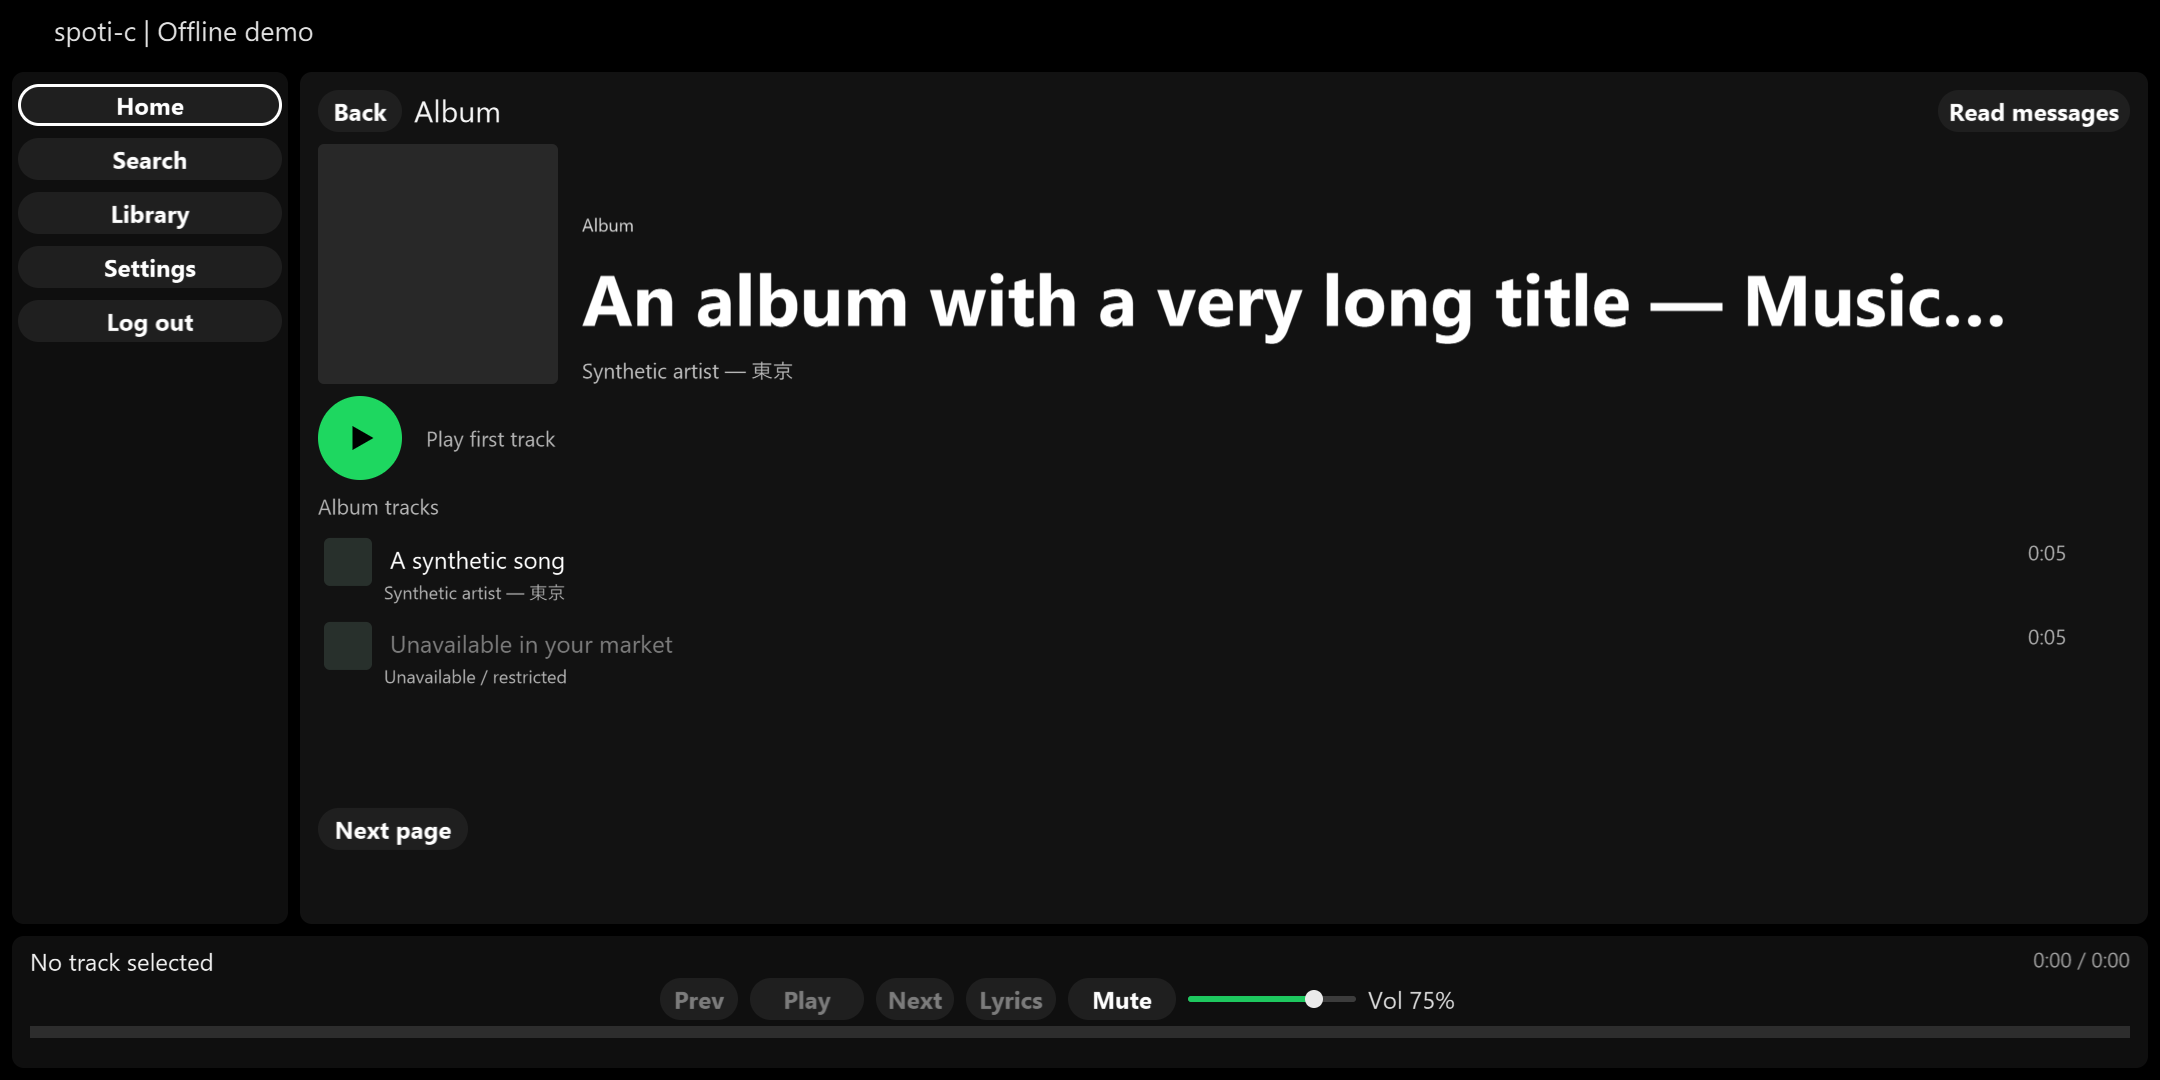 spoti-c | Offline demo
Home
Search
Library
Settings
Log out
Back
Album
Read messages
Album
An album with a very long title — Music...
Synthetic artist — 東京
Play first track
Album tracks
A synthetic song
0:05
Synthetic artist — 東京
Unavailable in your market
0:05
Unavailable / restricted
Next page
No track selected
0:00 / 0:00
Prev
Play
Next
Lyrics
Mute
Vol 75%